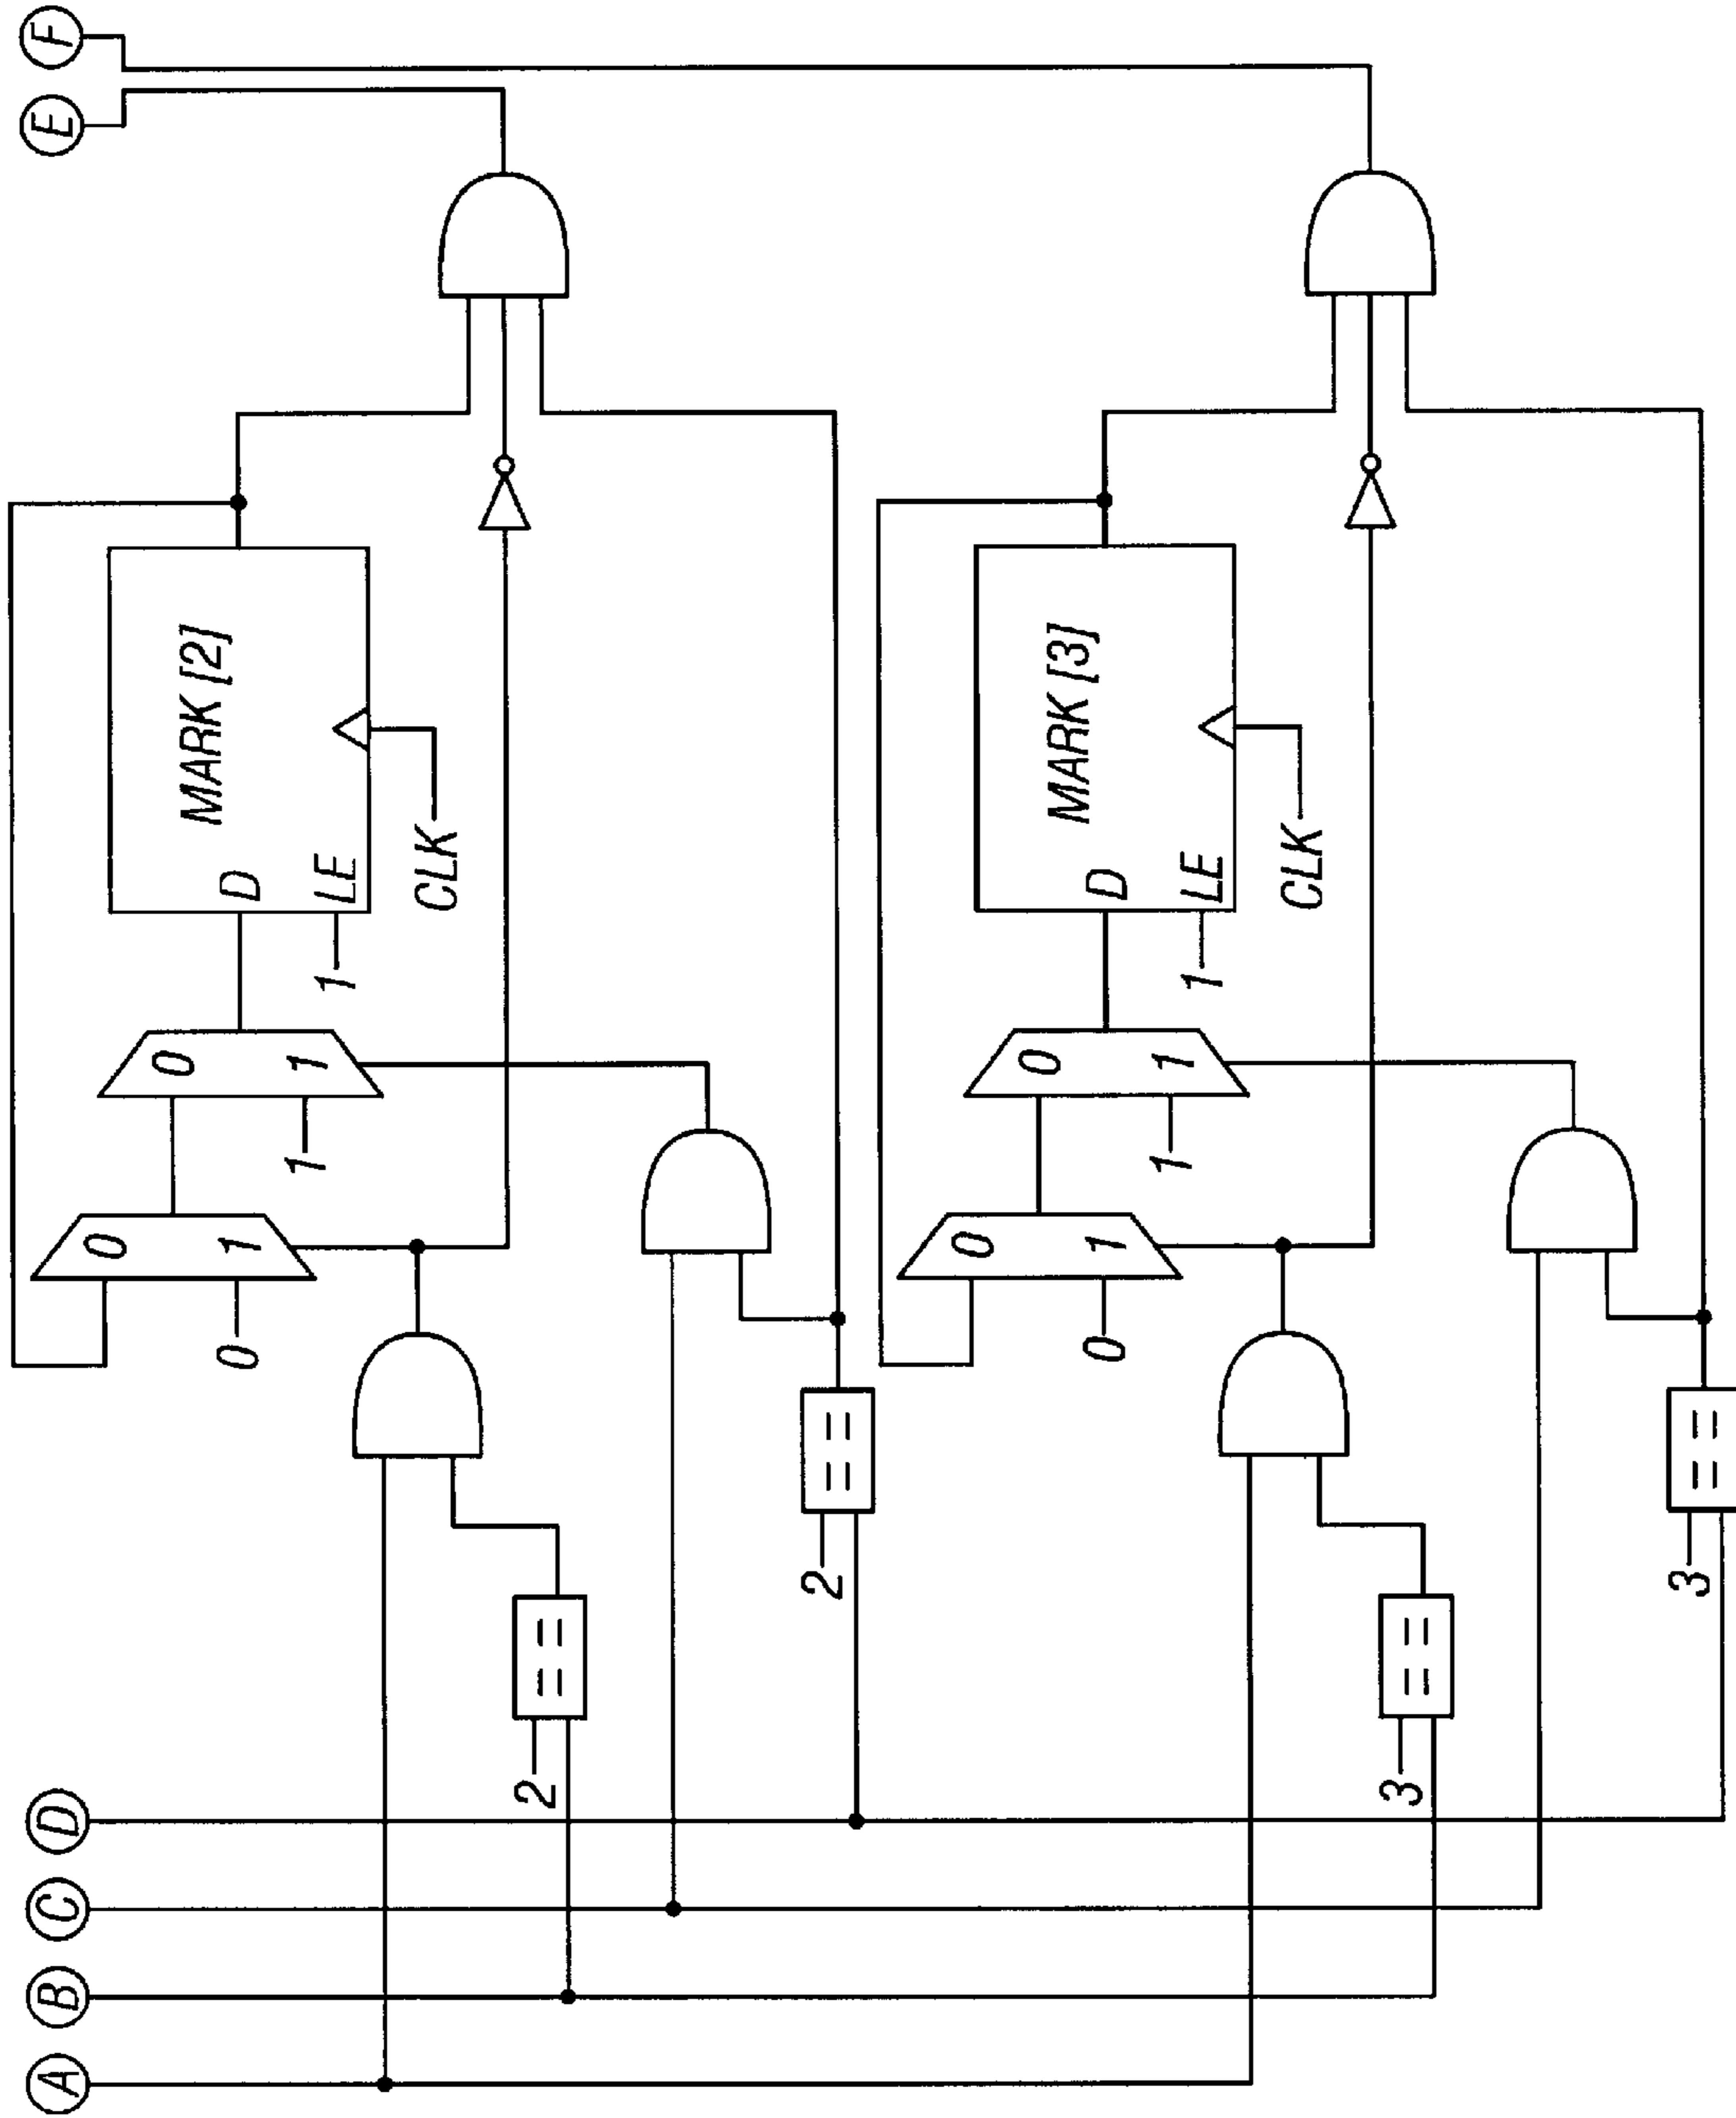 A B C D E F
0
0
MARK [2]
0 1 D
1 1
1 LE
CLK
2
==
2 ==
0
0
MARK [3]
0 1 D
1 1
1 LE
CLK
3 ==
3 ==